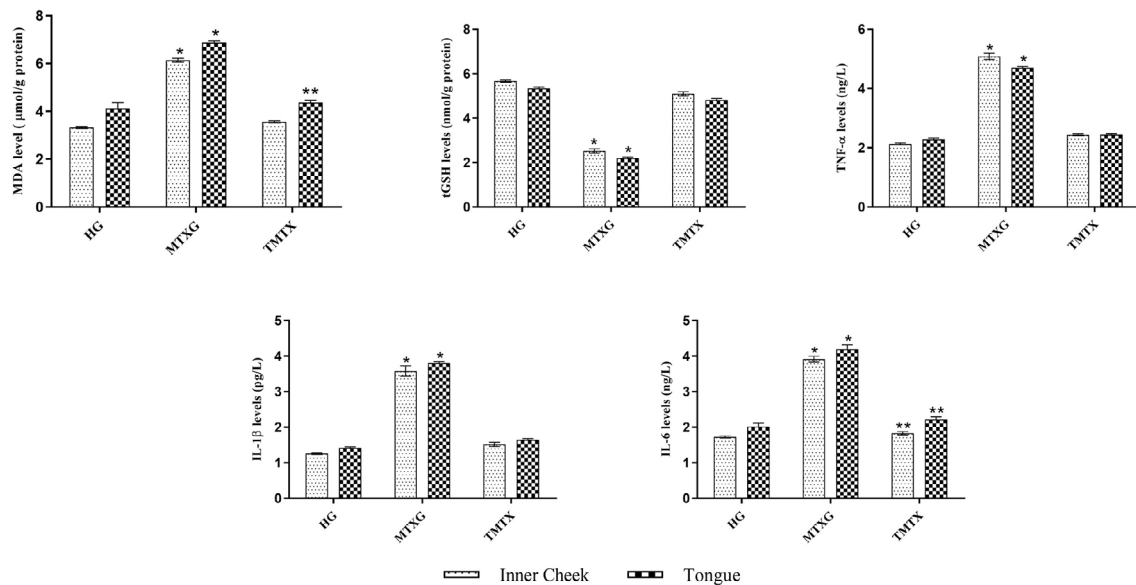 MDA level ( μmol/g protein)
8
6
4
2
0
*
*
**
HG
MTXG
TMTX
tGSH levels (nmol/g protein)
8
6
4
2
0
*
*
HG
MTXG
TMTX
TNF-α levels (ng/L)
6
4
2
0
*
*
HG
MTXG
TMTX
IL-1β levels (pg/L)
5
4
3
2
1
0
*
*
HG
MTXG
TMTX
IL-6 levels (ng/L)
5
4
3
2
1
0
*
*
**
**
HG
MTXG
TMTX
Inner Cheek
Tongue